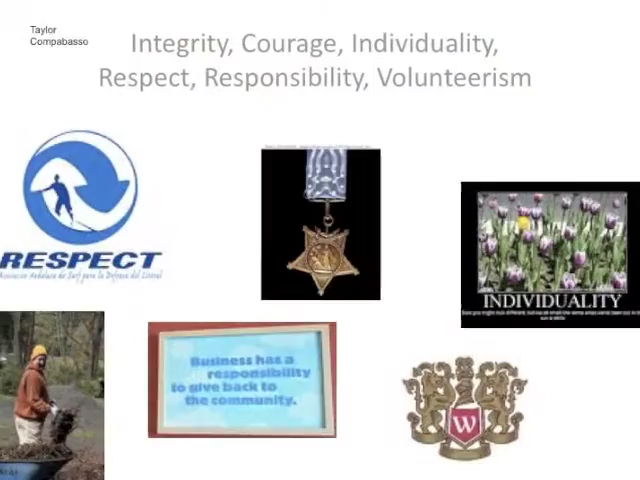 Taylor
Compabasso
Integrity, Courage, Individuality,
Respect, Responsibility, Volunteerism
RESPECT
INDIVIDUALITY
Business has a
responsibility
to give back to
the community.
W